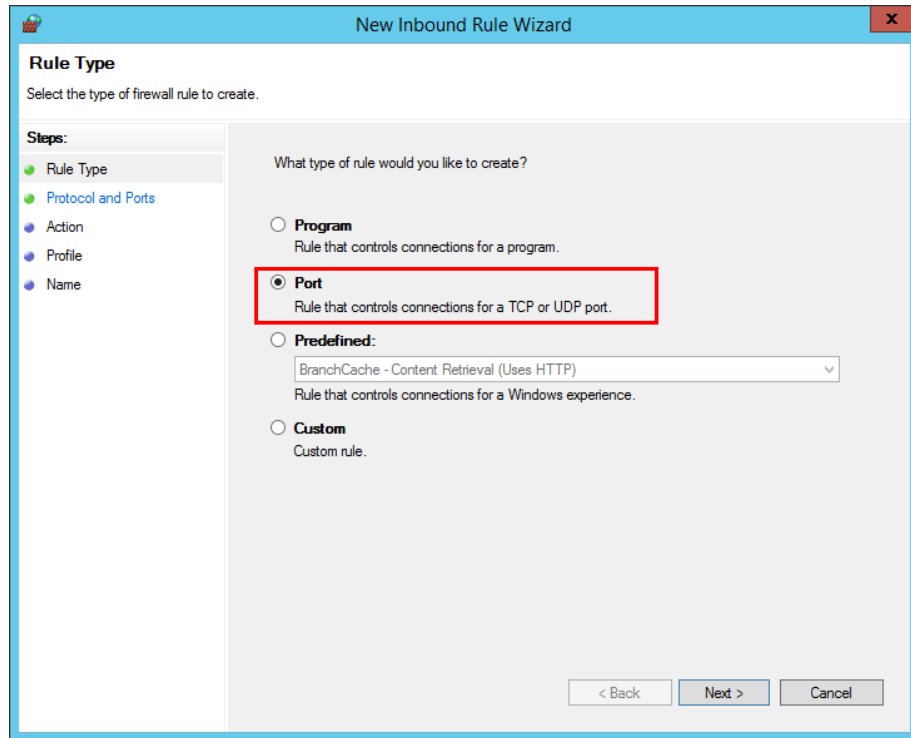 New Inbound Rule Wizard
x
Rule Type
Select the type of firewall rule to create.
Steps:
Rule Type
Protocol and Ports
Action
Profile
Name
What type of rule would you like to create?
Program
Rule that controls connections for a program.
Port
Rule that controls connections for a TCP or UDP port.
Predefined:
BranchCache - Content Retrieval (Uses HTTP)
Rule that controls connections for a Windows experience.
Custom
Custom rule.
< Back
Next >
Cancel